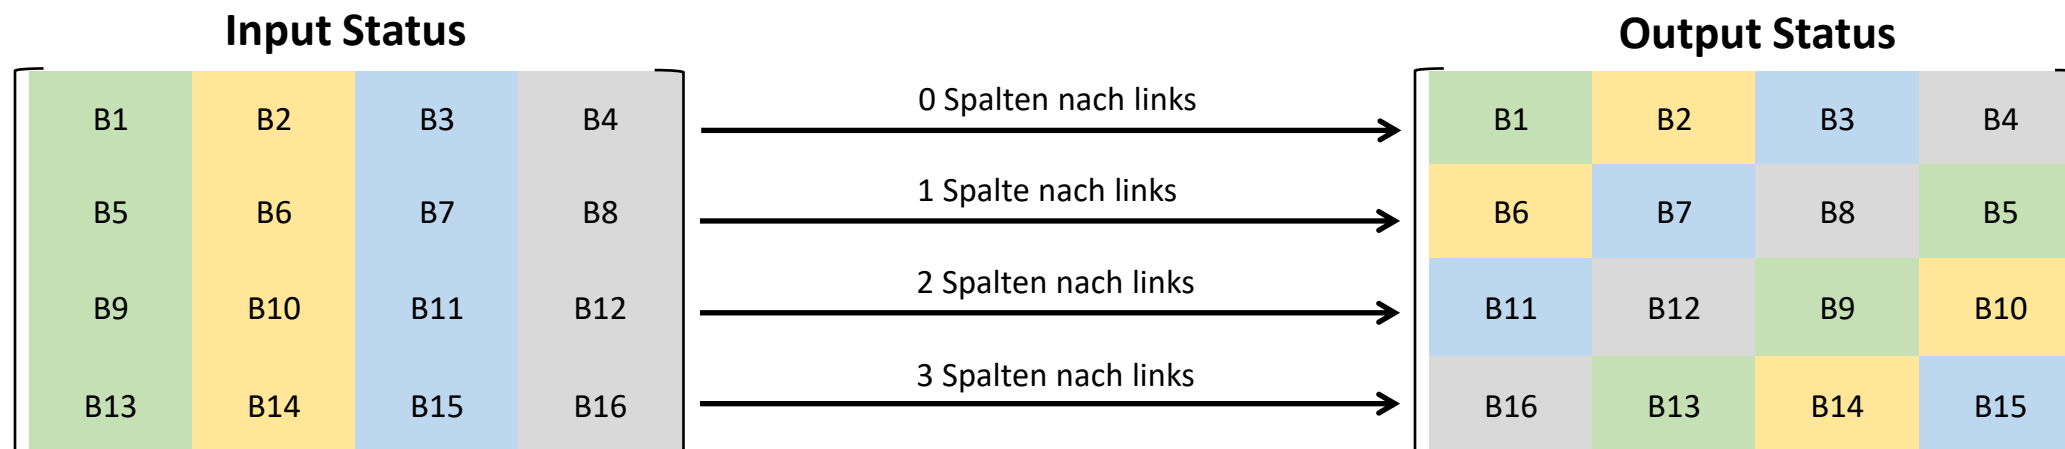 Input Status
Output Status
B1 B2 B3 B4
0 Spalten nach links
B1 B2 B3 B4
B5 B6 B7 B8
1 Spalte nach links
B6 B7 B8 B5
B9 B10 B11 B12
2 Spalten nach links
B11 B12 B9 B10
B13 B14 B15 B16
3 Spalten nach links
B16 B13 B14 B15